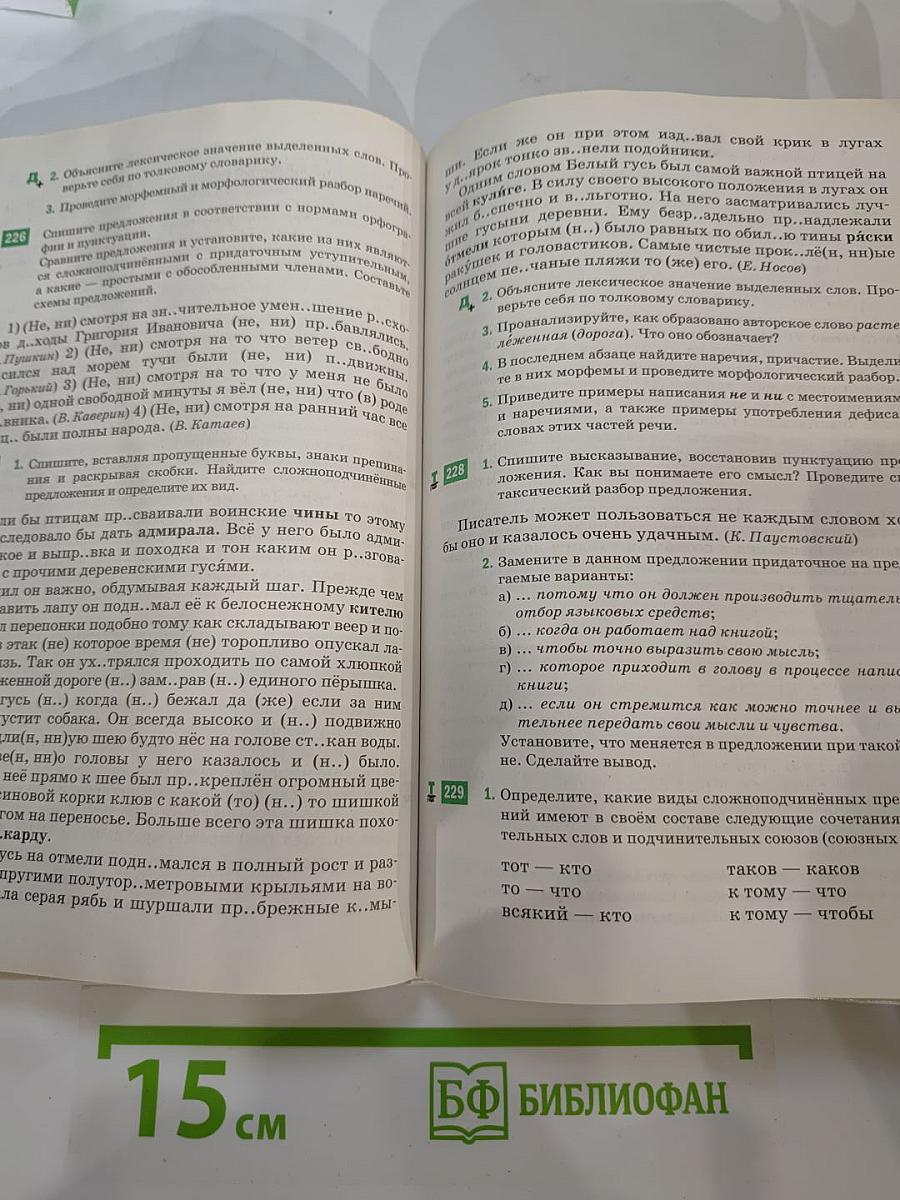 Д+ 2. Объясните лексическое значение выделенных слов. Про-
верьте себя по толковому словарику.
3. Проведите морфемный и морфологический разбор наречий.
226 Спишите предложения в соответствии с нормами орфогра-
фии и пунктуации.
Сравните предложения и установите, какие из них являют-
ся сложноподчинёнными с придаточным уступительным,
а какие — простыми с обособленными членами. Составьте
схемы предложений.
1) (Не, ни) смотря на зн..чительное умен..шение р..схо-
в д..ходы Григория Ивановича (не, ни) пр..бавлялись.
Пушкин) 2) (Не, ни) смотря на то что ветер св..бодно
сился над морем тучи были (не, ни) п..движны.
Горький) 3) (Не, ни) смотря на то что у меня не было
ни) одной свободной минуты я вёл (не, ни) что (в) роде
..вника. (В. Каверин) 4) (Не, ни) смотря на ранний час все
ц.. были полны народа. (В. Катаев)
1. Спишите, вставляя пропущенные буквы, знаки препина-
ния и раскрывая скобки. Найдите сложноподчинённые
предложения и определите их вид.
ли бы птицам пр..сваивали воинские чины то этому
следовало бы дать адмирала. Всё у него было адми-
кое и выпр..вка и походка и тон каким он р..згова-
с прочими деревенскими гуся́ми.
ил он важно, обдумывая каждый шаг. Прежде чем
авить лапу он подн..мал её к белоснежному кителю
л перепонки подобно тому как складывают веер и по-
в этак (не) которое время (не) торопливо опускал ла-
язь. Так он ух..трялся проходить по самой хлюпкой
женной дороге (н..) зам..рав (н..) единого пёрышка.
гусь (н..) когда (н..) бежал да (же) если за ним
устит собака. Он всегда высоко и (н..) подвижно
дли(н, нн)ую шею будто нёс на голове ст..кан воды.
ве(н, нн)о головы у него казалось и (н..) было.
неё прямо к шее был пр..креплён огромный цве-
синовой корки клюв с какой (то) (н..) то шишкой
гом на переносье. Больше всего эта шишка похо-
..карду.
усь на отмели подн..мался в полный рост и раз-
пругими полутор..метровыми крыльями на во-
ала серая рябь и шуршали пр..брежные к..мы-
ши. Если же он при этом изд..вал свой крик в лугах
у д..ярок тонко зв..нели подойники.
Одним словом Белый гусь был самой важной птицей на
всей кулиге. В силу своего высокого положения в лугах он
жил б..спечно и в..льготно. На него засматривались луч-
шие гусыни деревни. Ему безр..здельно пр..надлежали
отмели которым (н..) было равных по обил..ю тины ря́ски
раку́шек и головастиков. Самые чистые прок..лё(н, нн)ые
солнцем пе..чаные пляжи то (же) его. (Е. Носов)
Д+ 2. Объясните лексическое значение выделенных слов. Про-
верьте себя по толковому словарику.
3. Проанализируйте, как образовано авторское слово расте-
ле́женная (дорога). Что оно обозначает?
4. В последнем абзаце найдите наречия, причастие. Выдели-
те в них морфемы и проведите морфологический разбор.
5. Приведите примеры написания не и ни с местоимениям
и наречиями, а также примеры употребления дефиса
словах этих частей речи.
Т 228 1. Спишите высказывание, восстановив пунктуацию пре
ложения. Как вы понимаете его смысл? Проведите си
таксический разбор предложения.
Писатель может пользоваться не каждым словом хо
бы оно и казалось очень удачным. (К. Паустовский)
2. Замените в данном предложении придаточное на пред
гаемые варианты:
а) ... потому что он должен производить тщатель
отбор языковых средств;
б) ... когда он работает над книгой;
в) ... чтобы точно выразить свою мысль;
г) ... которое приходит в голову в процессе напис
книги;
д) ... если он стремится как можно точнее и вы
тельнее передать свои мысли и чувства.
Установите, что меняется в предложении при такой
не. Сделайте вывод.
Т 229 1. Определите, какие виды сложноподчинённых пре
ний имеют в своём составе следующие сочетания
тельных слов и подчинительных союзов (союзных
тот — кто таков — каков
то — что к тому — что
всякий — кто к тому — чтобы
15 см
БФ БИБЛИОФАН